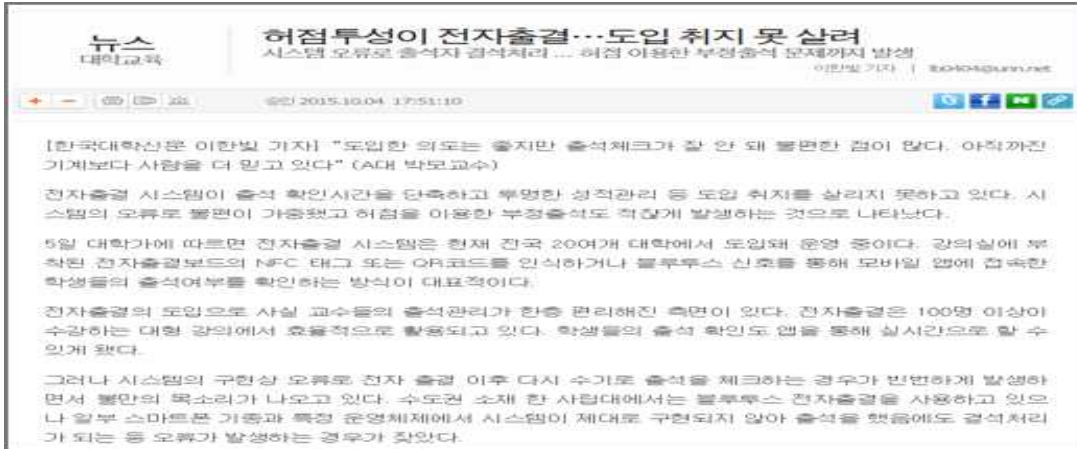 뉴스
대학교육
허점투성이 전자출결…도입 취지 못 살려
시스템 오류로 출석자 결석처리 ... 허점 이용한 부정출석 문제까지 발생
이한빛 기자 |
승인 2015.10.04 17:51:10
[한국대학신문 이한빛 기자] “도입한 의도는 좋지만 출석체크가 잘 안 돼 불편한 점이 많다. 아직까진
기계보다 사람을 더 믿고 있다” (A대 박모교수)
전자출결 시스템이 출석 확인시간을 단축하고 투명한 성적관리 등 도입 취지를 살리지 못하고 있다. 시
스템의 오류로 불편이 가중됐고 허점을 이용한 부정출석도 적잖게 발생하는 것으로 나타났다.
5일 대학가에 따르면 전자출결 시스템은 현재 전국 20여개 대학에서 도입돼 운영 중이다. 강의실에 부
착된 전자출결보드의 NFC 태그 또는 QR코드를 인식하거나 블루투스 신호를 통해 모바일 앱에 접속한
학생들의 출석여부를 확인하는 방식이 대표적이다.
전자출결의 도입으로 사실 교수들의 출석관리가 한층 편리해진 측면이 있다. 전자출결은 100명 이상이
수강하는 대형 강의에서 효율적으로 활용되고 있다. 학생들의 출석 확인도 앱을 통해 실시간으로 할 수
있게 됐다.
그러나 시스템의 구현상 오류로 전자 출결 이후 다시 수기로 출석을 체크하는 경우가 빈번하게 발생하
면서 불만의 목소리가 나오고 있다. 수도권 소재 한 사립대에서는 블루투스 전자출결을 사용하고 있으
나 일부 스마트폰 기종과 특정 운영체제에서 시스템이 제대로 구현되지 않아 출석을 했음에도 결석처리
가 되는 등 오류가 발생하는 경우가 잦았다.